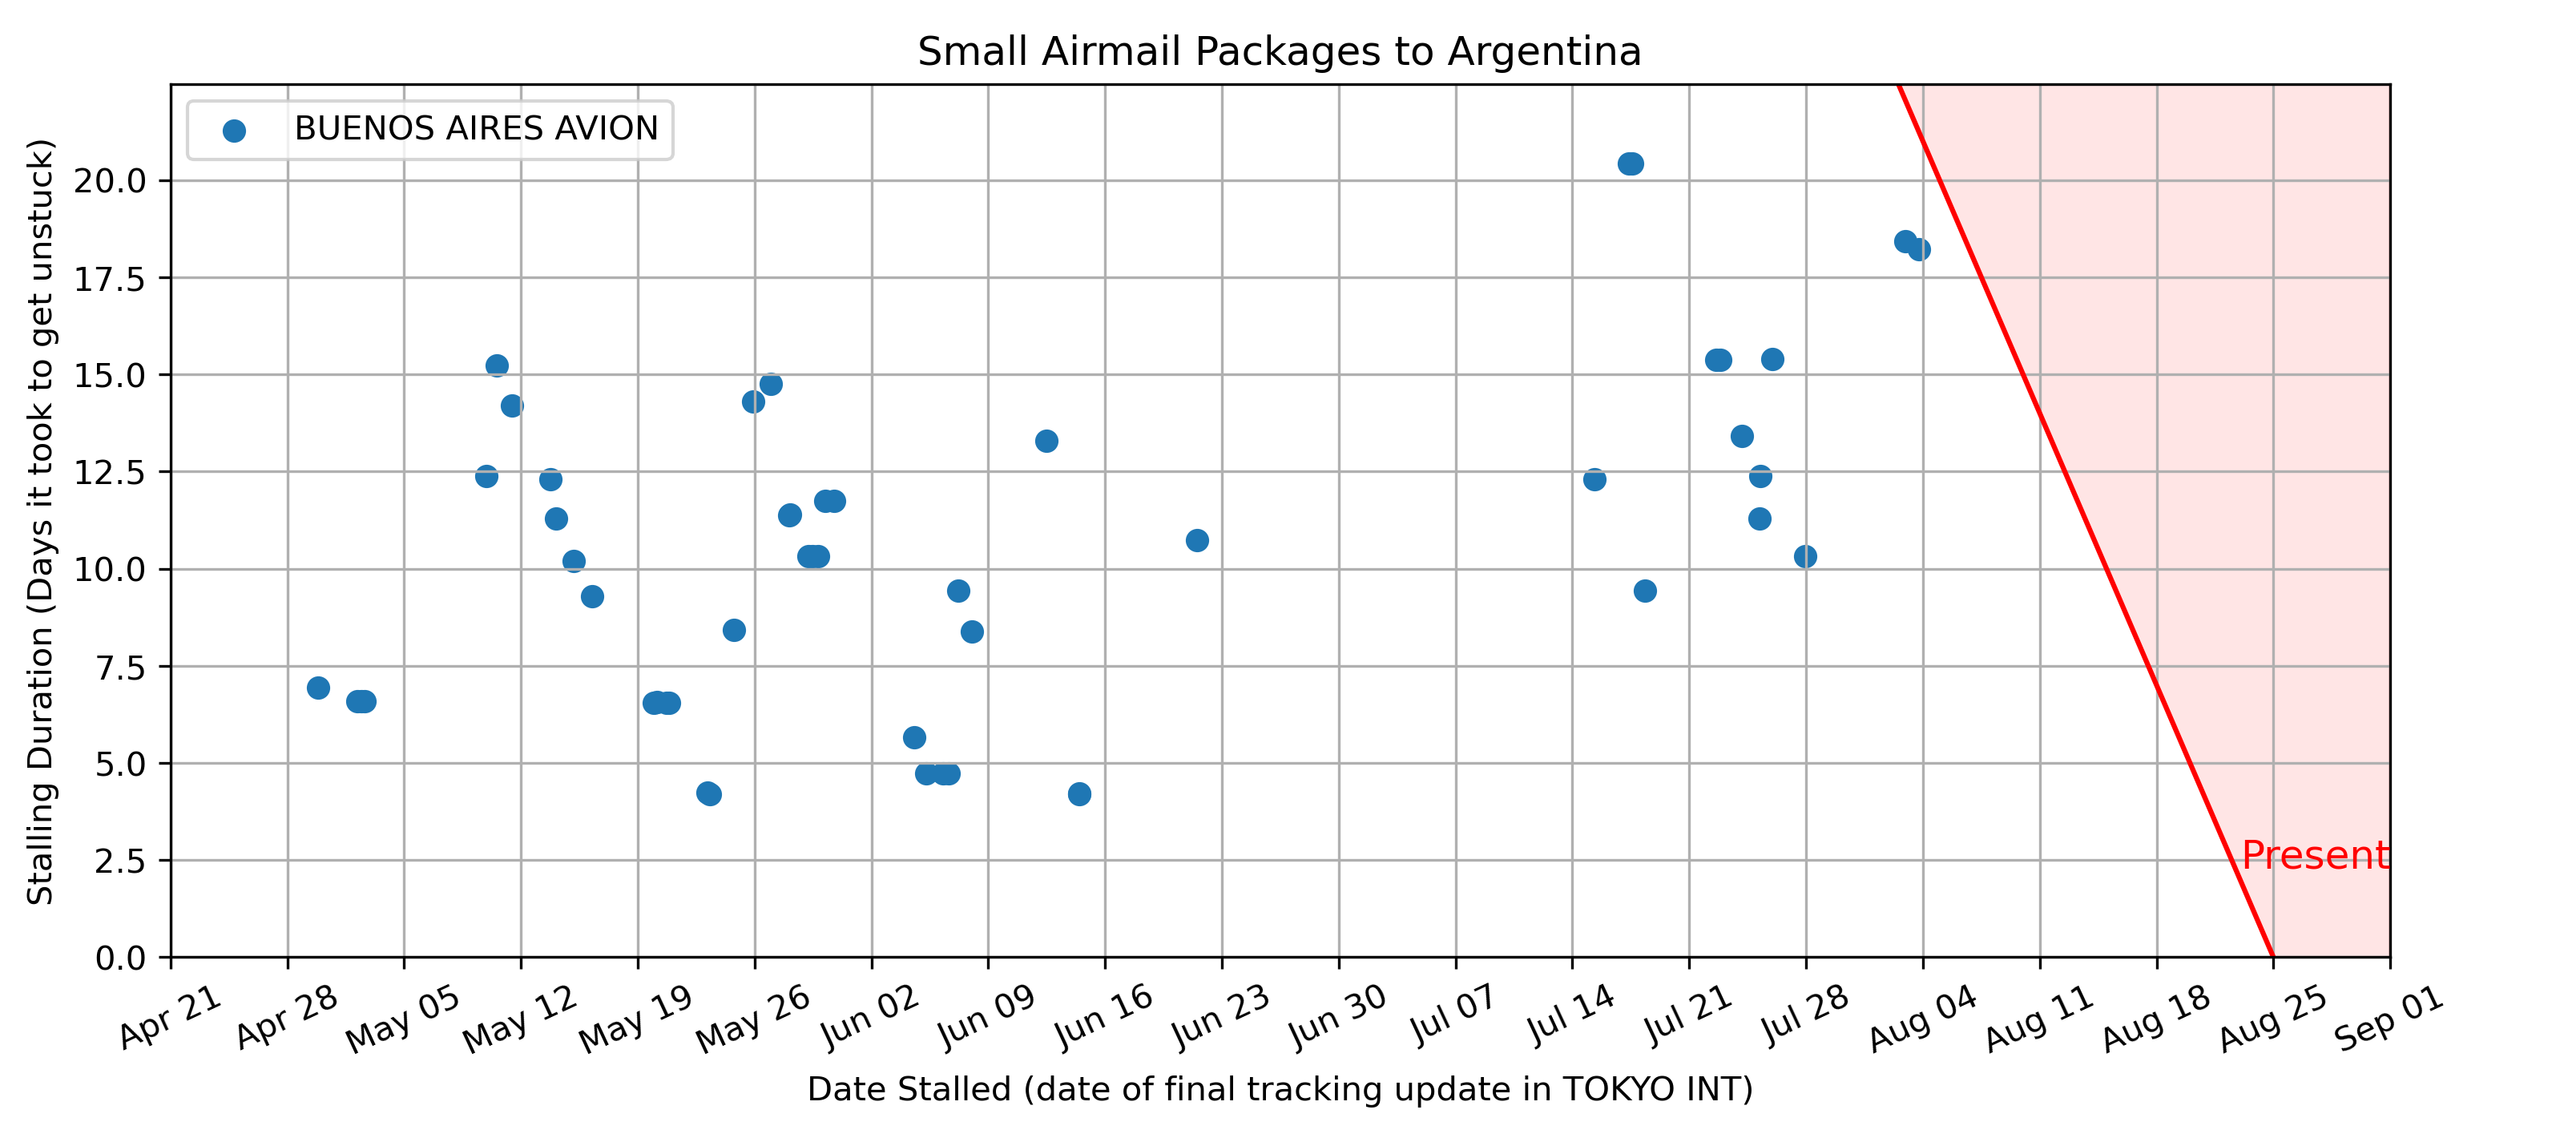 Small Airmail Packages to Argentina
BUENOS AIRES AVION
Stalling Duration (Days it took to get unstuck)
20.0
17.5
15.0
12.5
10.0
7.5
5.0
2.5
0.0
Present
Apr 21
Apr 28
May 05
May 12
May 19
May 26
Jun 02
Jun 09
Jun 16
Jun 23
Jun 30
Jul 07
Jul 14
Jul 21
Jul 28
Aug 04
Aug 11
Aug 18
Aug 25
Sep 01
Date Stalled (date of final tracking update in TOKYO INT)